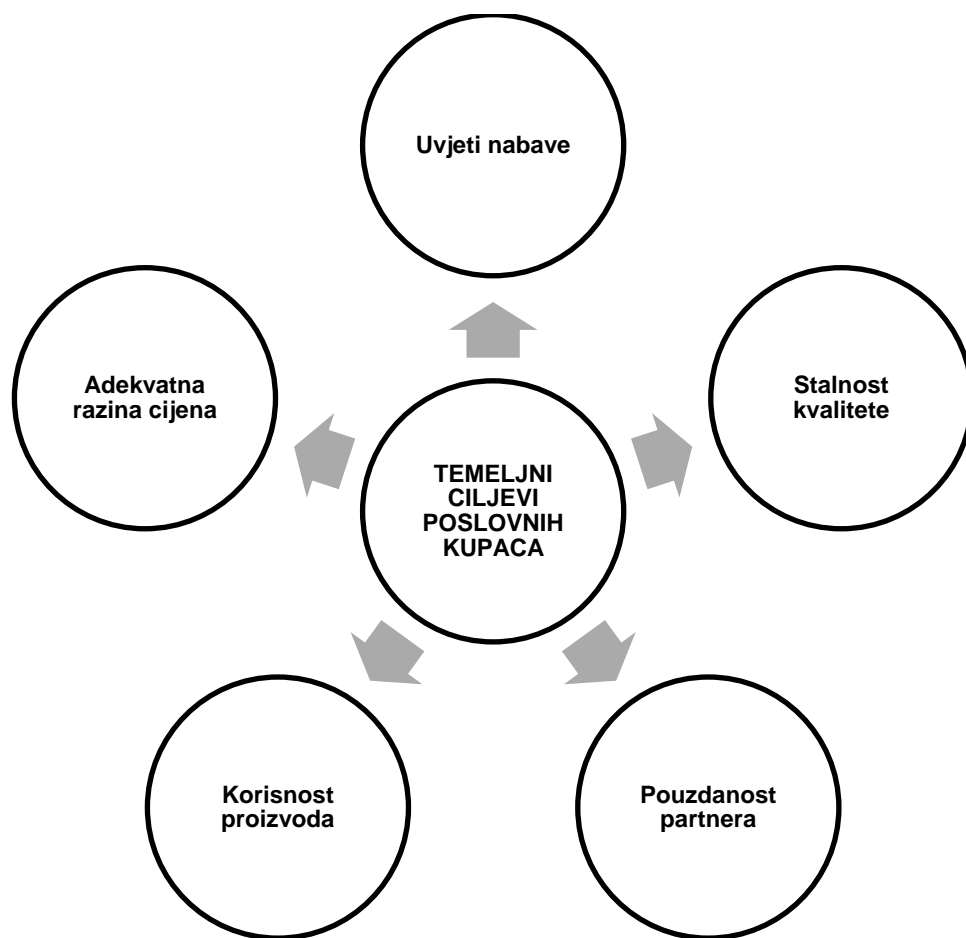 Uvjeti nabave
Adekvatna
razina cijena
Stalnost
kvalitete
TEMELJNI
CILJEVI
POSLOVNIH
KUPACA
Korisnost
proizvoda
Pouzdanost
partnera